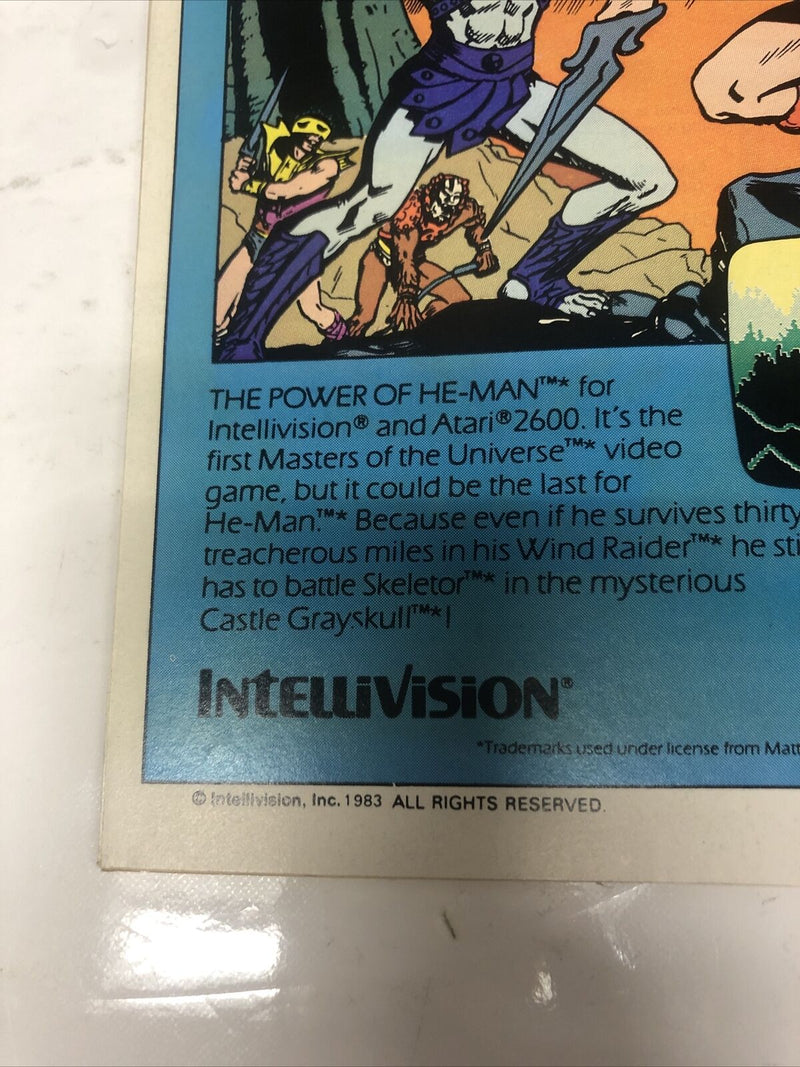 THE POWER OF HE-MAN™* for
Intellivision® and Atari®2600. It's the
first Masters of the Universe™* video
game, but it could be the last for
He-Man.™* Because even if he survives thirty
treacherous miles in his Wind Raider™* he sti
has to battle Skeletor™* in the mysterious
Castle Grayskull™*!
INTELLIVISION®
*Trademarks used under license from Matt
© Intellivision, Inc. 1983 ALL RIGHTS RESERVED.